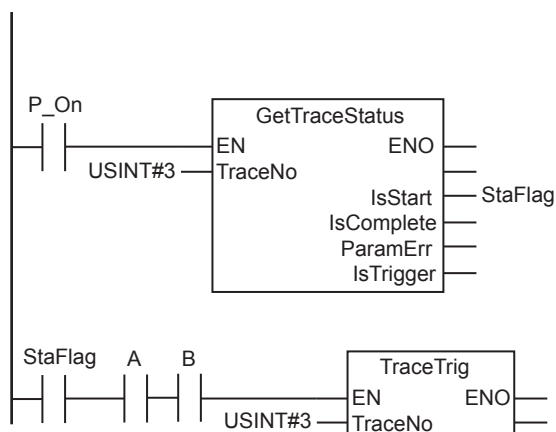 P_On
GetTraceStatus
EN ENO
USINT#3 TraceNo
IsStart StaFlag
IsComplete
ParamErr
IsTrigger
StaFlag A B
TraceTrig
EN ENO
USINT#3 TraceNo